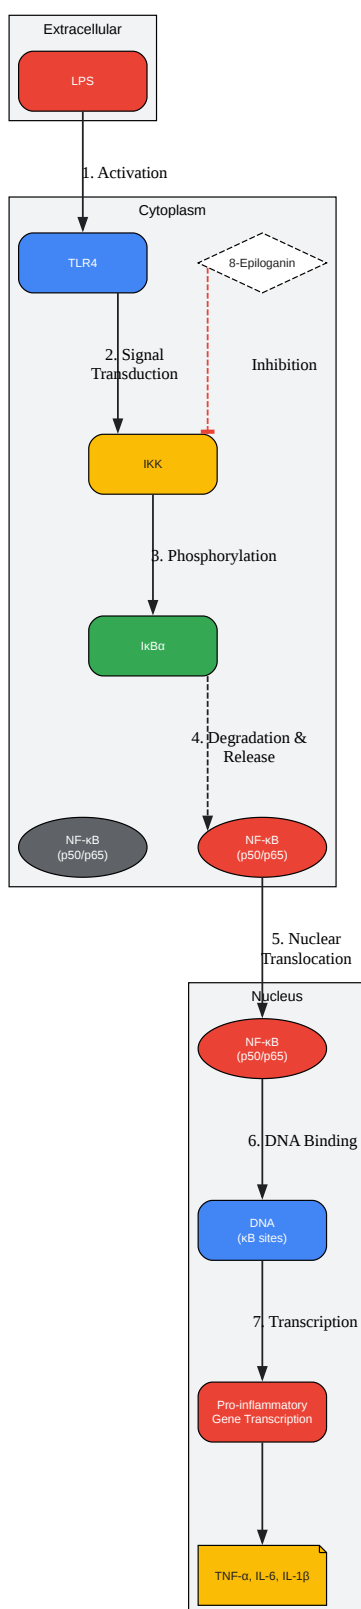 Extracellular
LPS
1. Activation
Cytoplasm
TLR4
8-Epiloganin
2. Signal
Transduction
Inhibition
IKK
3. Phosphorylation
IκBα
4. Degradation &
Release
NF-κB
(p50/p65)
NF-κB
(p50/p65)
5. Nuclear
Translocation
Nucleus
NF-κB
(p50/p65)
6. DNA Binding
DNA
(κB sites)
7. Transcription
Pro-inflammatory
Gene Transcription
TNF-α, IL-6, IL-1β